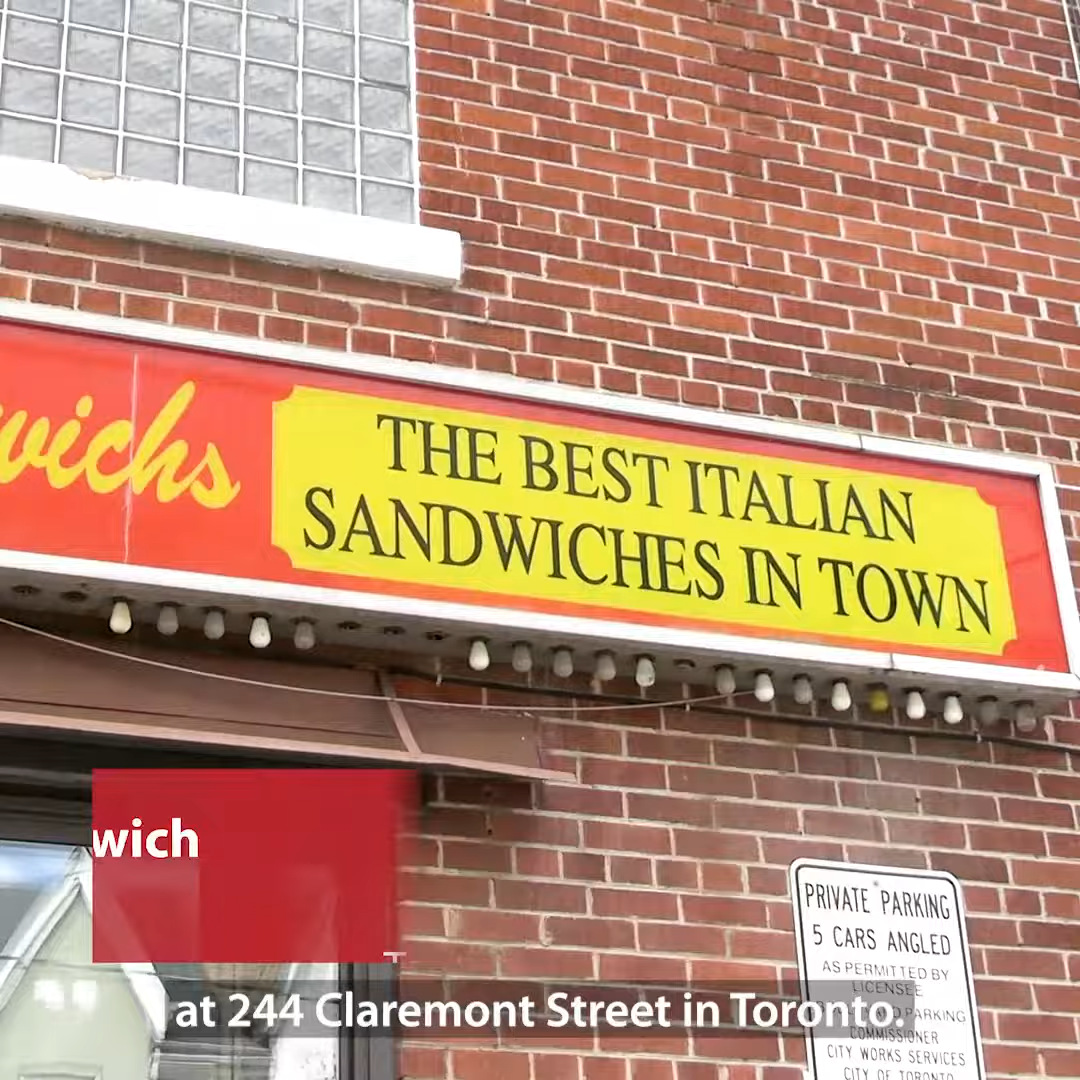 wichs
THE BEST ITALIAN
SANDWICHES IN TOWN
wich
PRIVATE PARKING
5 CARS ANGLED
AS PERMITTED BY
LICENSEE
PARKING
COMMISSIONER
CITY WORKS SERVICES
CITY OF TORONTO
at 244 Claremont Street in Toronto.